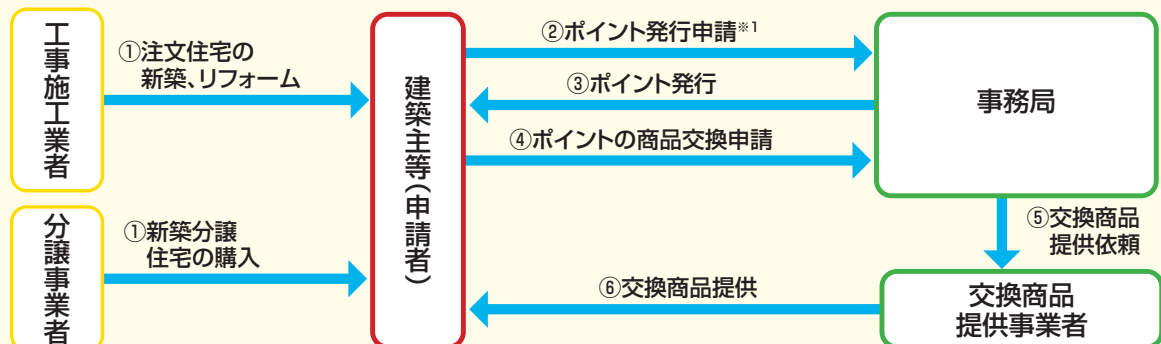 工事施工業者
①注文住宅の
新築、リフォーム
建築主等(申請者)
②ポイント発行申請※1
③ポイント発行
④ポイントの商品交換申請
事務局
分譲事業者
①新築分譲
住宅の購入
⑤交換商品
提供依頼
⑥交換商品提供
交換商品
提供事業者